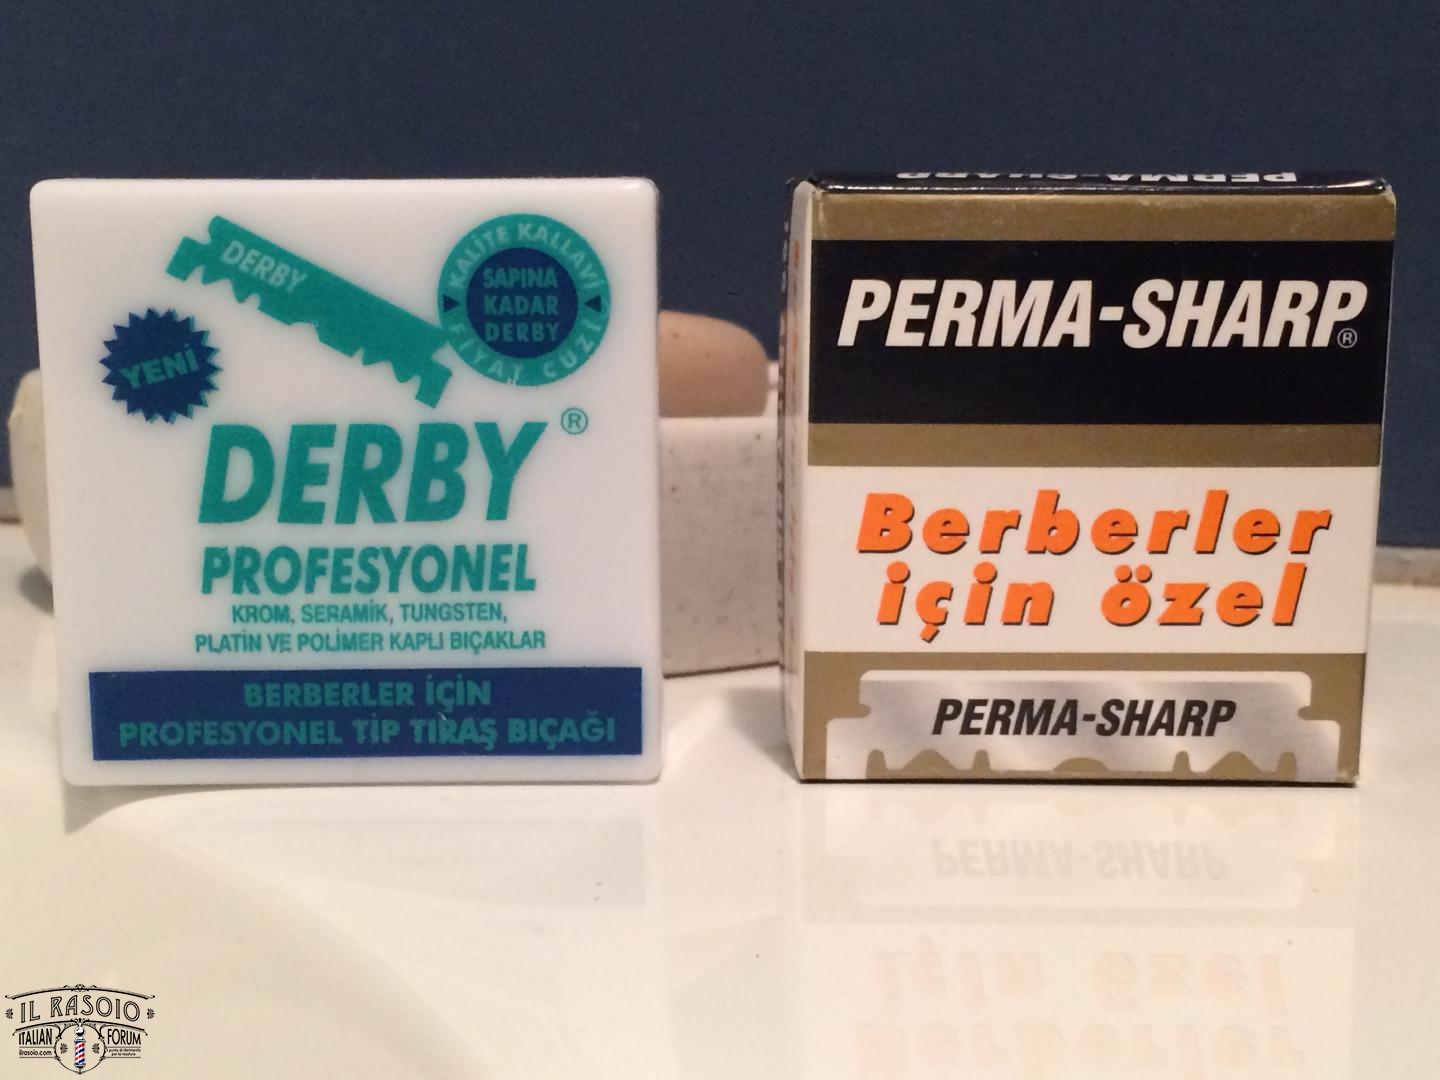 DERBY
KALİTE KALLAVİ
SAPINA
KADAR
DERBY
FİYAT CÜZİ
YENİ
DERBY®
PROFESYONEL
KROM, SERAMİK, TUNGSTEN,
PLATİN VE POLİMER KAPLI BIÇAKLAR
BERBERLER İÇİN
PROFESYONEL TİP TIRAŞ BIÇAĞI
PERMA-SHARP
PERMA-SHARP®
Berberler
için özel
PERMA-SHARP
IL RASOIO
ITALIAN FORUM
ilrasoio.com